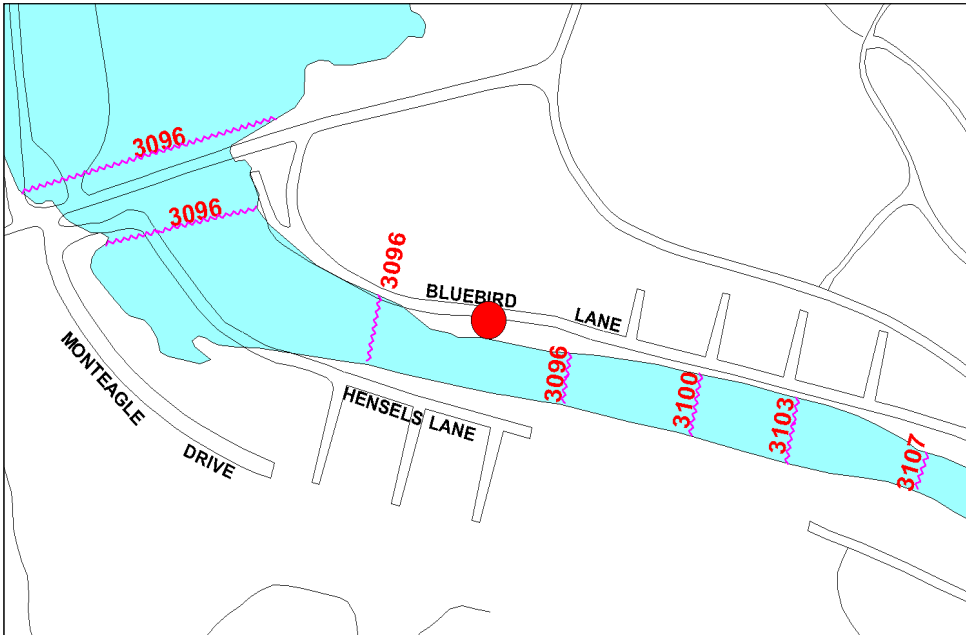 3096
3096
3096
BLUEBIRD
LANE
3096
3100
3103
3107
MONTEAGLE
DRIVE
HENSELS LANE